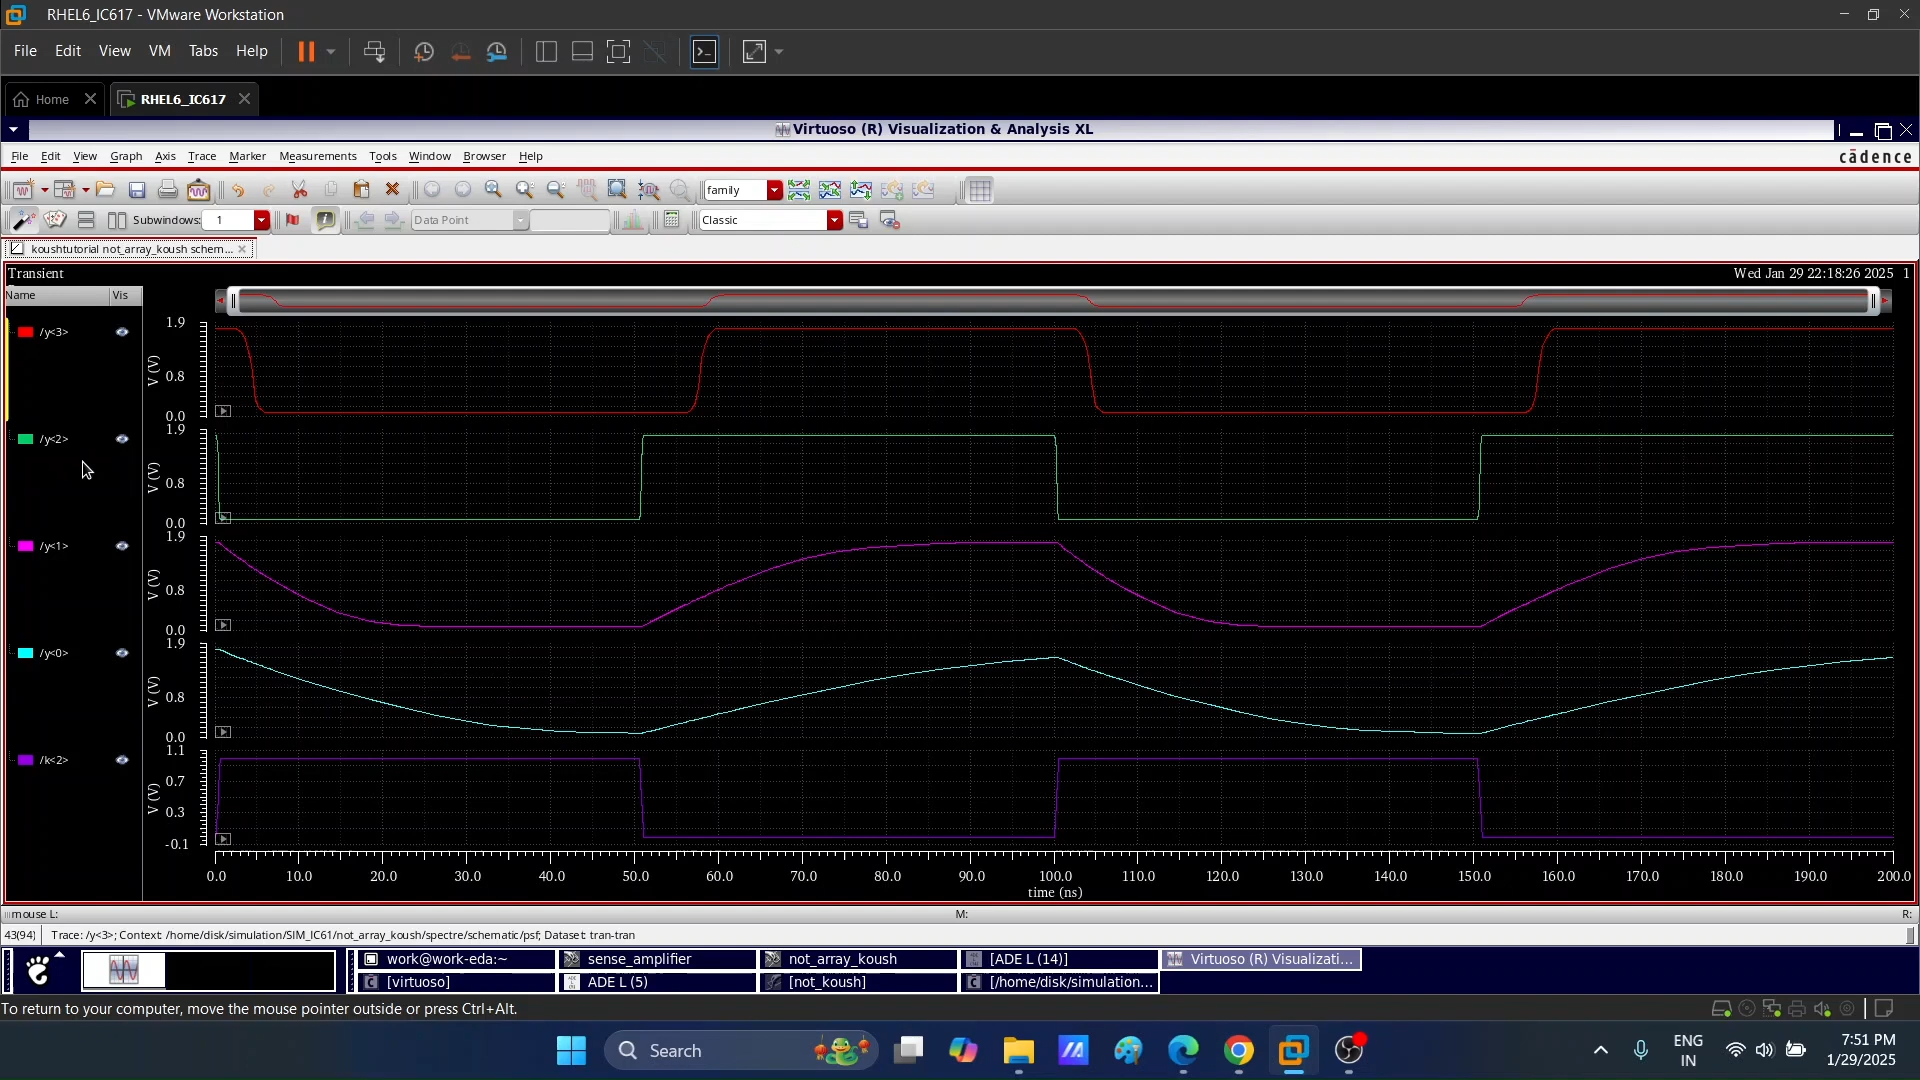 RHEL6_IC617 - VMware Workstation
File Edit View VM Tabs Help
Home RHEL6_IC617
Virtuoso (R) Visualization & Analysis XL
File Edit View Graph Axis Trace Marker Measurements Tools Window Browser Help
cādence
family
Subwindows: 1 Data Point Classic
koushtutorial not_array_koush schem...
Transient Wed Jan 29 22:18:26 2025 1
Name Vis
/y<3>
1.9
V (V)
0.8
0.0
/y<2>
1.9
V (V)
0.8
0.0
/y<1>
1.9
V (V)
0.8
0.0
/y<0>
1.9
V (V)
0.8
0.0
/k<2>
1.1
0.7
V (V)
0.3
-0.1
0.0 10.0 20.0 30.0 40.0 50.0 60.0 70.0 80.0 90.0 100.0 110.0 120.0 130.0 140.0 150.0 160.0 170.0 180.0 190.0 200.0
time (ns)
mouse L: M: R:
43(94) Trace: /y<3>; Context: /home/disk/simulation/SIM_IC61/not_array_koush/spectre/schematic/psf; Dataset: tran-tran
work@work-eda:~ sense_amplifier not_array_koush [ADE L (14)] Virtuoso (R) Visualizati...
[virtuoso] ADE L (5) [not_koush] [/home/disk/simulation...
To return to your computer, move the mouse pointer outside or press Ctrl+Alt.
Search
ENG
IN
7:51 PM
1/29/2025